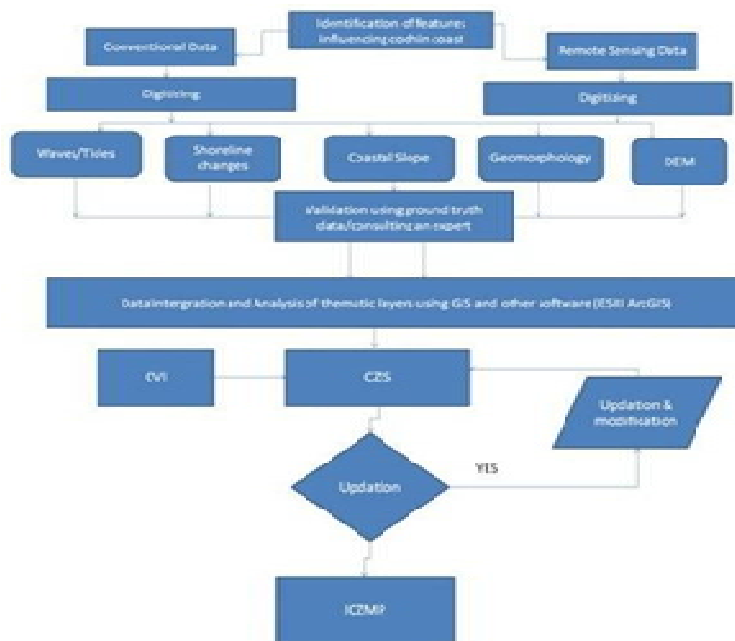 Identification of features
influencing cochin coast
Conventional Data
Remote Sensing Data
Digitizing
Digitizing
Waves/Tides
Shoreline
changes
Coastal Slope
Geomorphology
DEM
Validation using ground truth
data/consulting an expert
Data Intergration and Analysis of thematic layers using GIS and other software (ESRI ArcGIS)
CVI
CZIS
Updation &
modification
Updation
YES
ICZMP